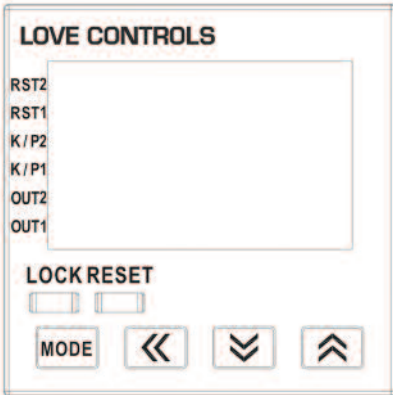 LOVE CONTROLS
RST2
RST1
K/P2
K/P1
OUT2
OUT1
LOCK RESET
MODE